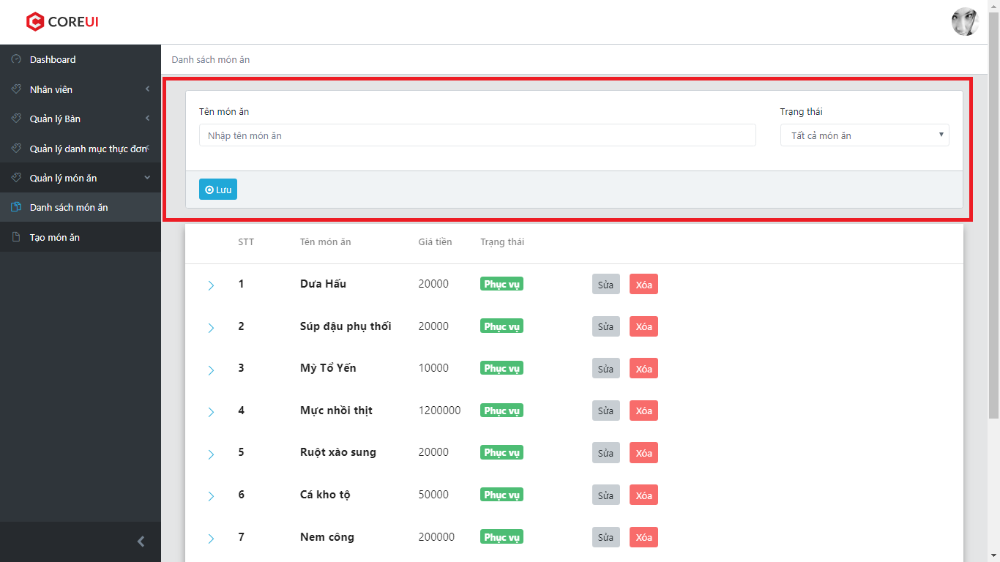 COREUI
Dashboard
Nhân viên
Quản lý Bàn
Quản lý danh mục thực đơn
Quản lý món ăn
Danh sách món ăn
Tạo món ăn
Danh sách món ăn
Tên món ăn
Trạng thái
Nhập tên món ăn
Tất cả món ăn
Lưu
STT Tên món ăn Giá tiền Trạng thái
1 Dưa Hấu 20000 Phục vụ Sửa Xóa
2 Súp đậu phụ thối 20000 Phục vụ Sửa Xóa
3 Mỳ Tổ Yến 10000 Phục vụ Sửa Xóa
4 Mực nhồi thịt 1200000 Phục vụ Sửa Xóa
5 Ruột xào sung 20000 Phục vụ Sửa Xóa
6 Cá kho tộ 50000 Phục vụ Sửa Xóa
7 Nem công 200000 Phục vụ Sửa Xóa